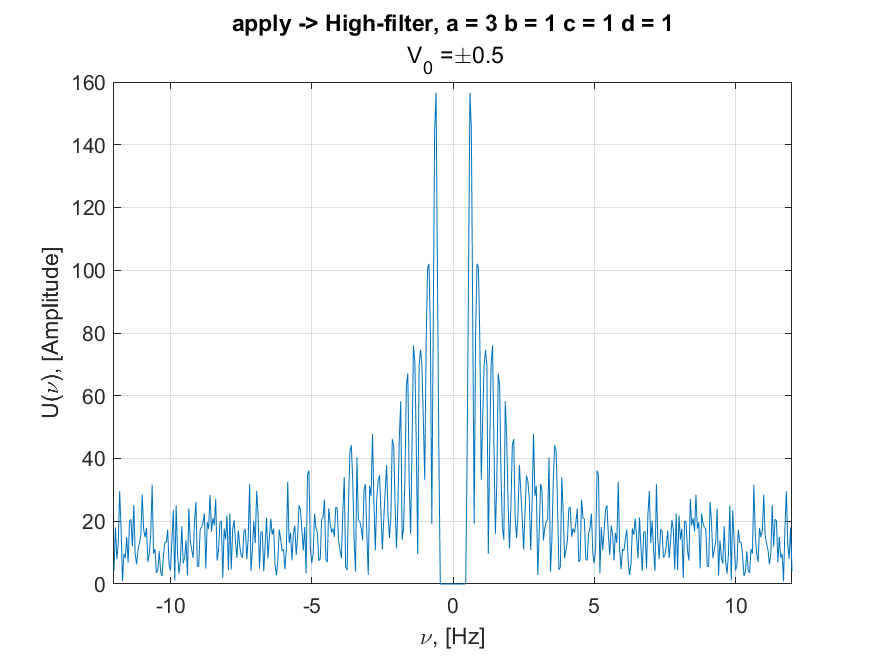 apply -> High-filter, a = 3 b = 1 c = 1 d = 1
V_0 =±0.5
160
140
120
100
80
60
40
20
0
U(ν), [Amplitude]
-10 -5 0 5 10
ν, [Hz]